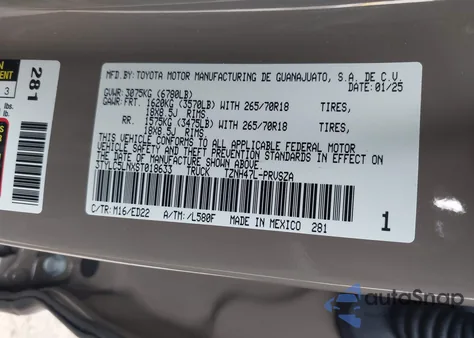 MFD.BY: TOYOTA MOTOR MANUFACTURING DE GUANAJUATO, S.A. DE C.V.
DATE 01/25
GVWR: 3075KG (6780LB)
GAWR: FRT. 1620KG (3570LB) WITH 265/70R18 TIRES,
18X8.5J RIMS
RR. 1575KG (3475LB) WITH 265/70R18 TIRES,
18X8.5J RIMS
THIS VEHICLE CONFORMS TO ALL APPLICABLE FEDERAL MOTOR
VEHICLE SAFETY AND THEFT PREVENTION STANDARDS IN EFFECT ON
THE DATE OF MANUFACTURE SHOWN ABOVE.
TRUCK TZNH47L-PRVSZA
C/TR: M16/ED22 A/TM: /L580F MADE IN MEXICO 281
1
281
3
lbs.
lb.
autoSnap